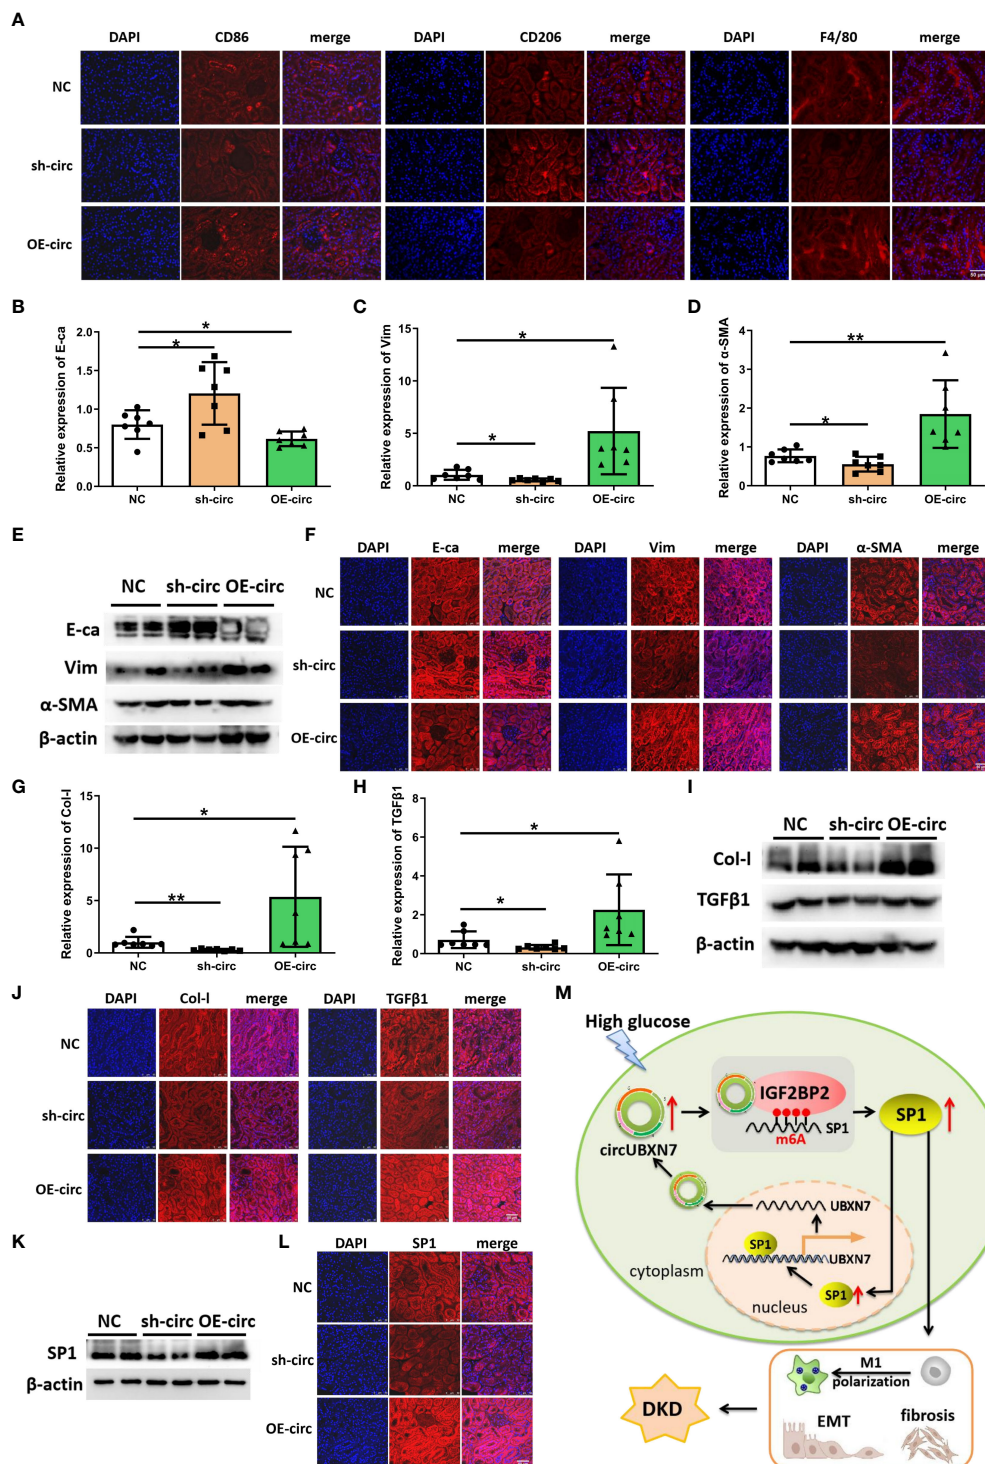 A
DAPI CD86 merge DAPI CD206 merge DAPI F4/80 merge
NC
sh-circ
OE-circ
50 μm
B
Relative expression of E-ca
2.0
1.5
1.0
0.5
0.0
*
*
NC sh-circ OE-circ
C
Relative expression of Vim
15
10
5
0
*
*
NC sh-circ OE-circ
D
Relative expression of α-SMA
4
3
2
1
0
**
*
NC sh-circ OE-circ
E
NC sh-circ OE-circ
E-ca
Vim
α-SMA
β-actin
F
DAPI E-ca merge DAPI Vim merge DAPI α-SMA merge
NC
sh-circ
OE-circ
G
Relative expression of Col-I
15
10
5
0
*
**
NC sh-circ OE-circ
H
Relative expression of TGFβ1
8
6
4
2
0
*
*
NC sh-circ OE-circ
I
NC sh-circ OE-circ
Col-I
TGFβ1
β-actin
J
DAPI Col-I merge DAPI TGFβ1 merge
NC
sh-circ
OE-circ
K
NC sh-circ OE-circ
SP1
β-actin
L
DAPI SP1 merge
NC
sh-circ
OE-circ
M
High glucose
circUBXN7
IGF2BP2
SP1
m6A
SP1
UBXN7
SP1
UBXN7
cytoplasm
SP1
nucleus
M1
polarization
DKD
EMT
fibrosis